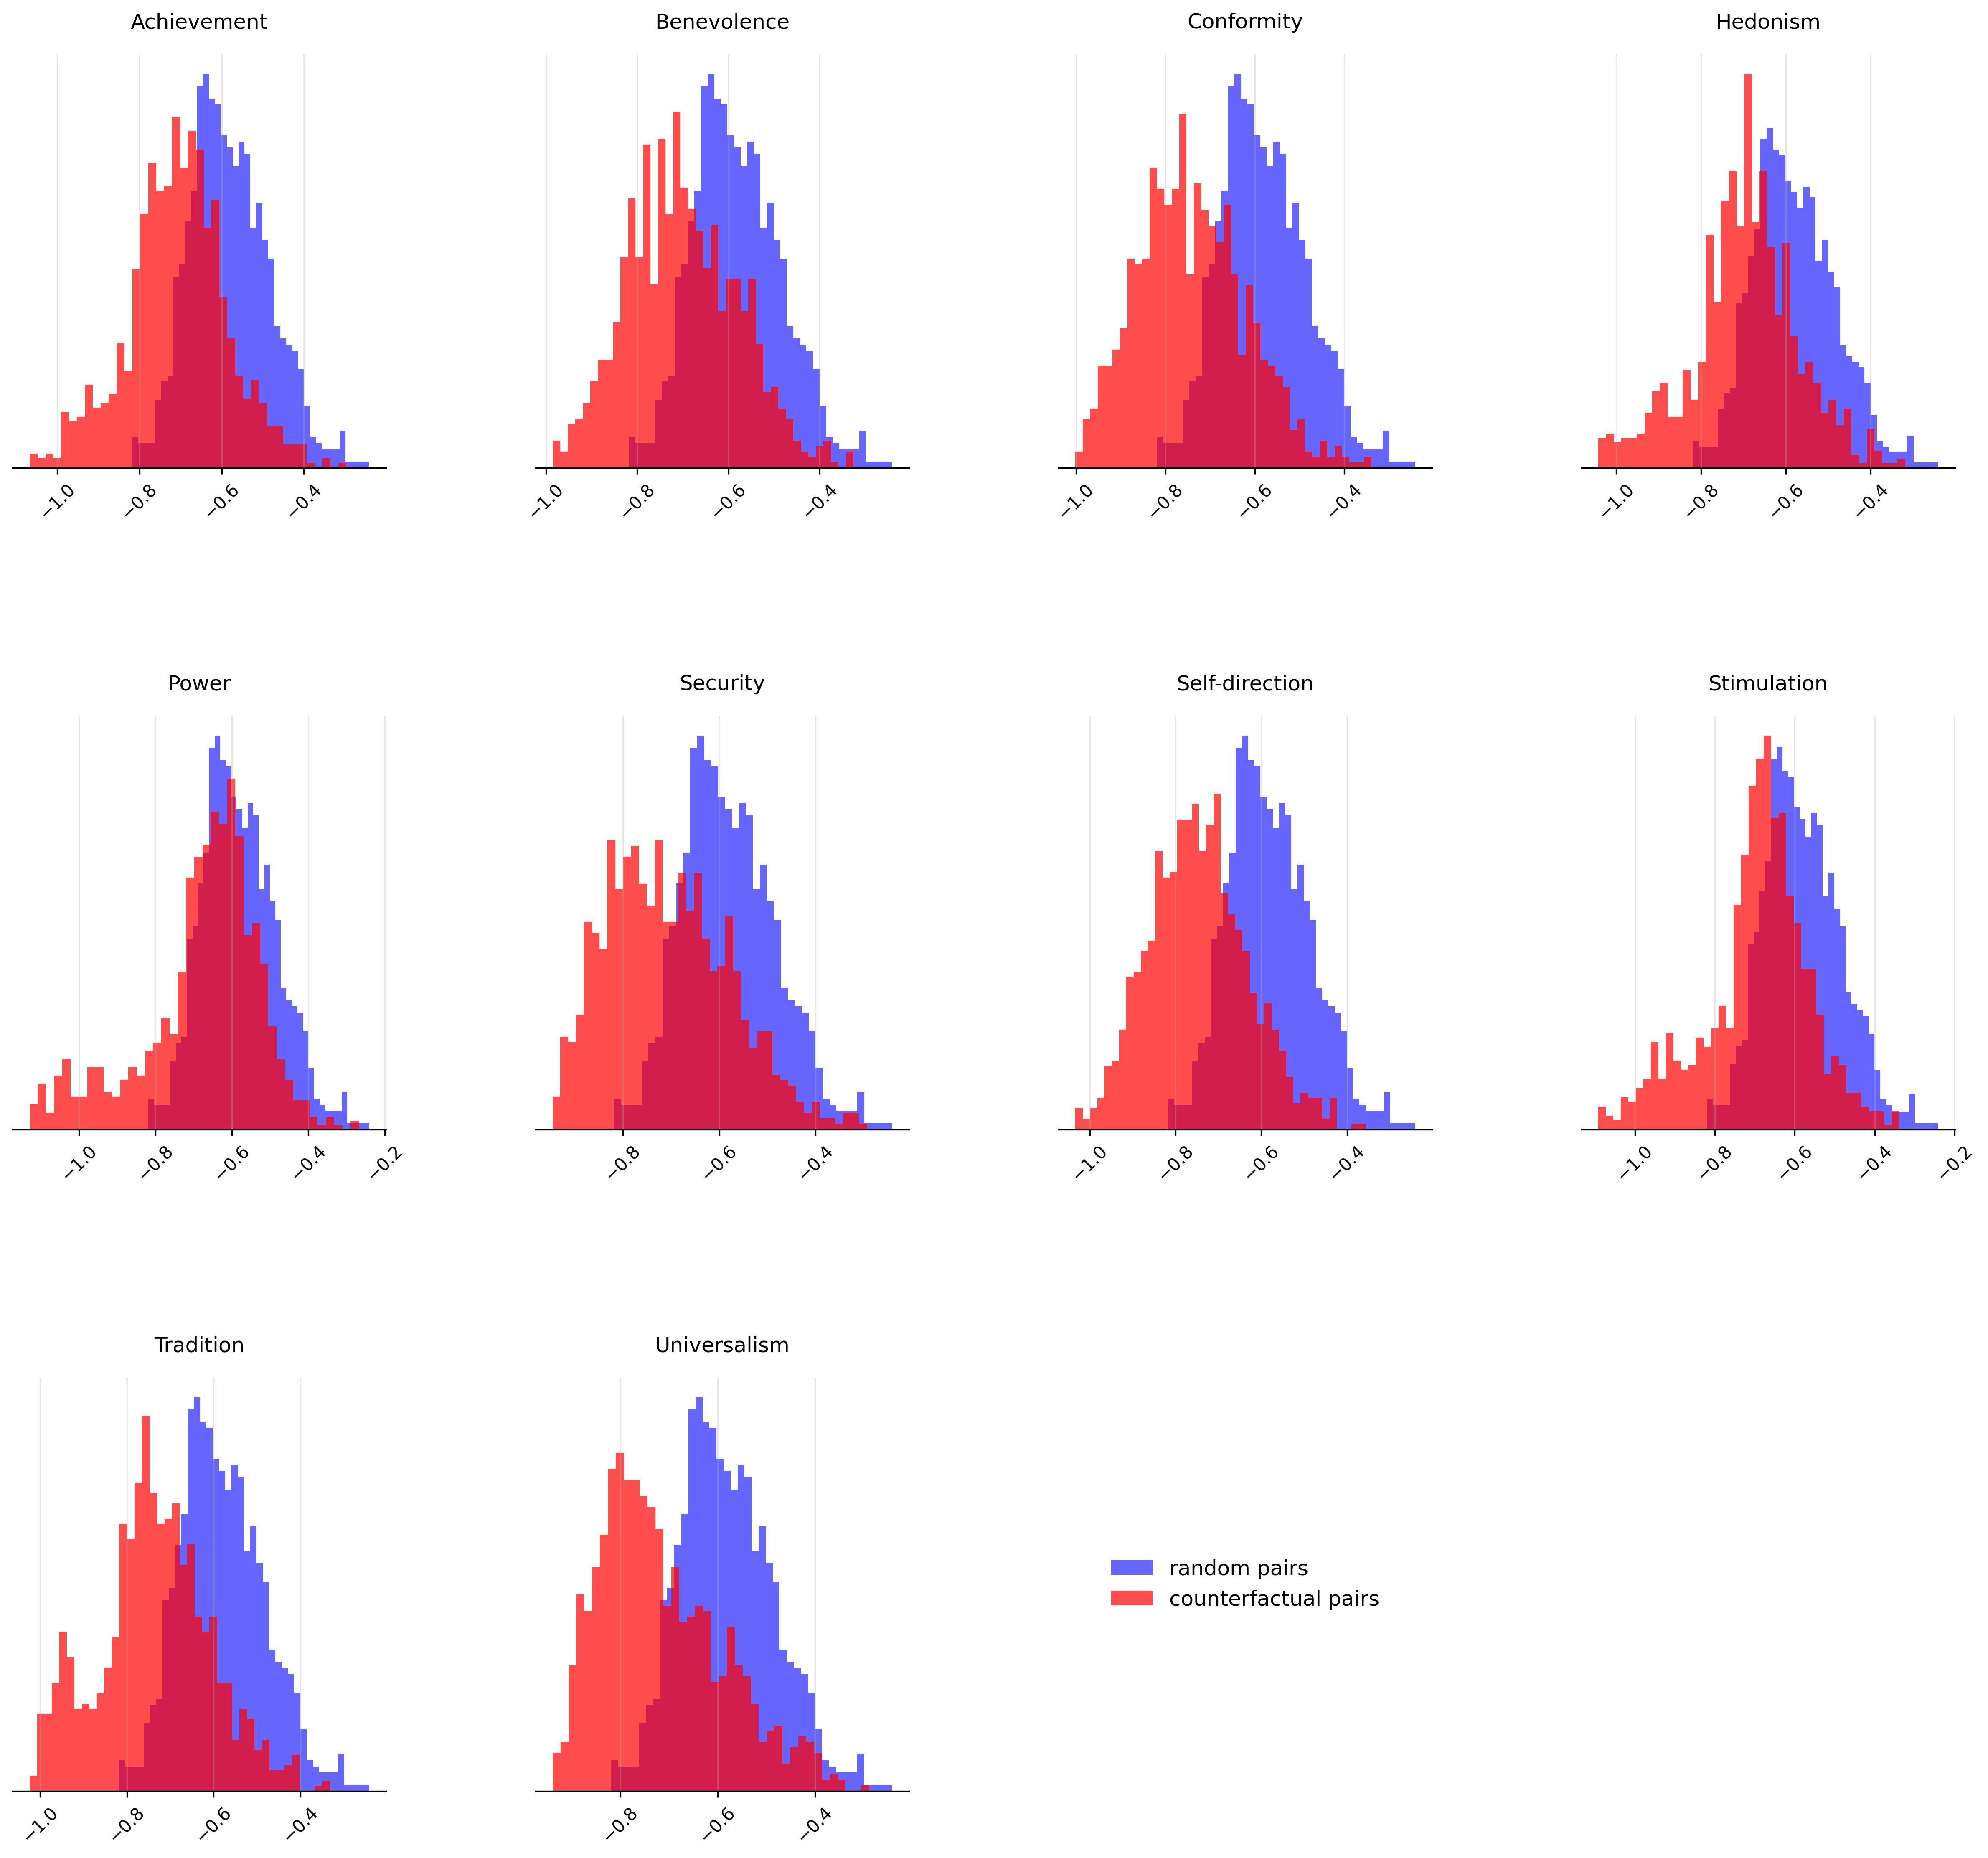 Achievement
Benevolence
Conformity
Hedonism
−1.0 −0.8 −0.6 −0.4
−1.0 −0.8 −0.6 −0.4
−1.0 −0.8 −0.6 −0.4
−1.0 −0.8 −0.6 −0.4
Power
Security
Self-direction
Stimulation
−1.0 −0.8 −0.6 −0.4 −0.2
−0.8 −0.6 −0.4
−1.0 −0.8 −0.6 −0.4
−1.0 −0.8 −0.6 −0.4 −0.2
Tradition
Universalism
random pairs
counterfactual pairs
−1.0 −0.8 −0.6 −0.4
−0.8 −0.6 −0.4